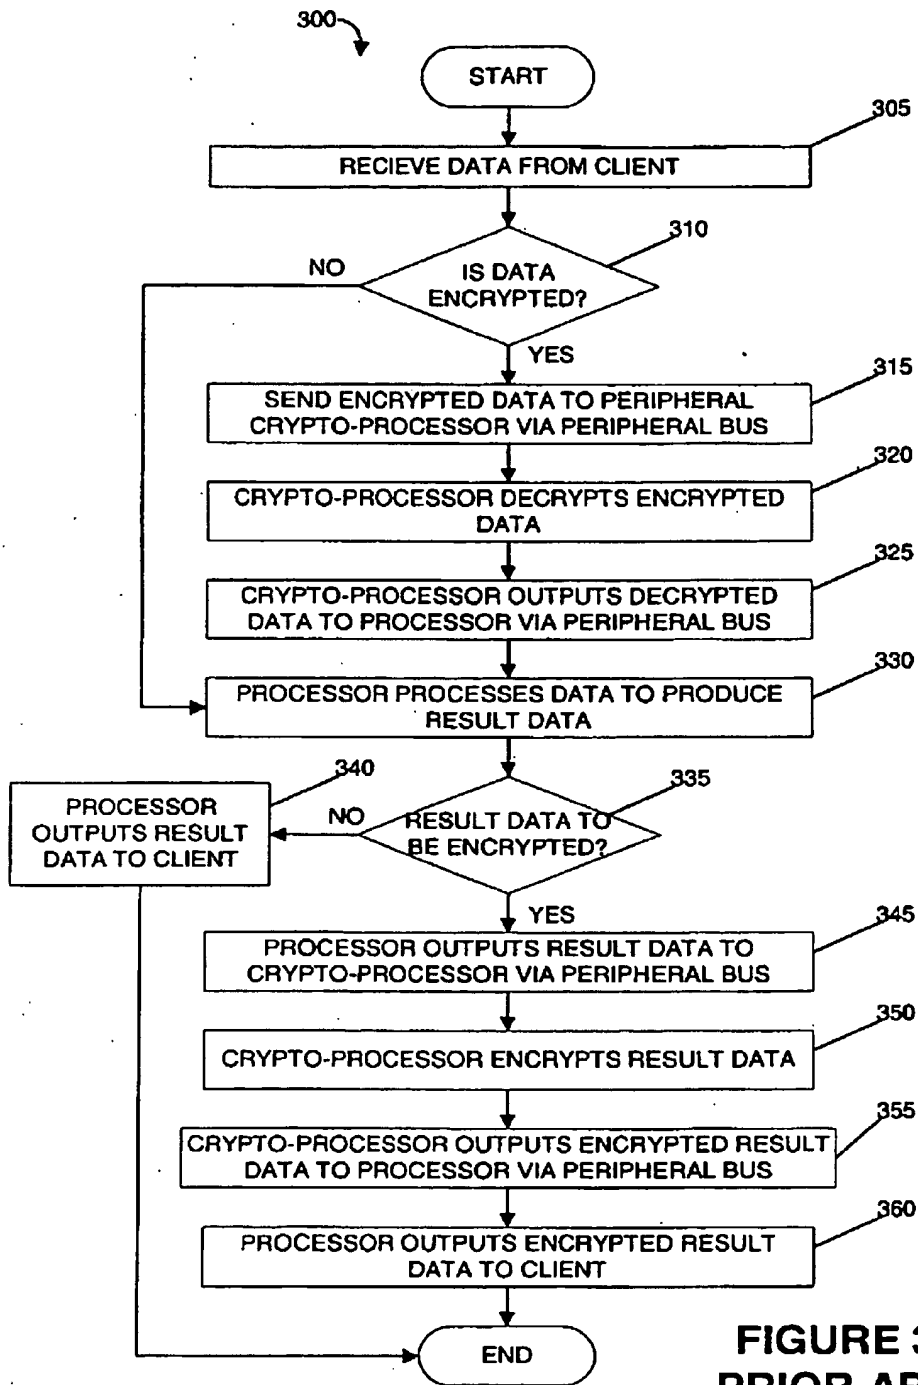 300
START
305
RECIEVE DATA FROM CLIENT
310
NO
IS DATA
ENCRYPTED?
YES
315
SEND ENCRYPTED DATA TO PERIPHERAL
CRYPTO-PROCESSOR VIA PERIPHERAL BUS
320
CRYPTO-PROCESSOR DECRYPTS ENCRYPTED
DATA
325
CRYPTO-PROCESSOR OUTPUTS DECRYPTED
DATA TO PROCESSOR VIA PERIPHERAL BUS
330
PROCESSOR PROCESSES DATA TO PRODUCE
RESULT DATA
340
PROCESSOR
OUTPUTS RESULT
DATA TO CLIENT
335
NO
RESULT DATA TO
BE ENCRYPTED?
YES
345
PROCESSOR OUTPUTS RESULT DATA TO
CRYPTO-PROCESSOR VIA PERIPHERAL BUS
350
CRYPTO-PROCESSOR ENCRYPTS RESULT DATA
355
CRYPTO-PROCESSOR OUTPUTS ENCRYPTED RESULT
DATA TO PROCESSOR VIA PERIPHERAL BUS
360
PROCESSOR OUTPUTS ENCRYPTED RESULT
DATA TO CLIENT
END
FIGURE
PRIOR